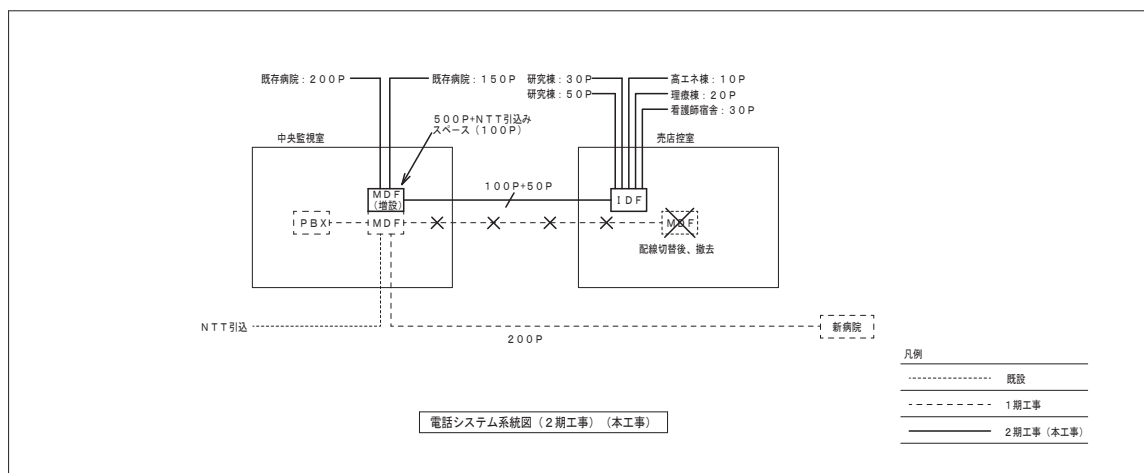 既存病院：２００Ｐ
既存病院：１５０Ｐ
研究棟：３０Ｐ
高エネ棟：１０Ｐ
研究棟：５０Ｐ
理療棟：２０Ｐ
看護師宿舎：３０Ｐ
５００Ｐ+ＮＴＴ引込み
スペース（１００Ｐ）
中央監視室
売店控室
１００Ｐ+５０Ｐ
ＭＤＦ
（増設）
ＩＤＦ
ＰＢＸ
ＭＤＦ
ＭＤＦ
配線切替後、撤去
ＮＴＴ引込
２００Ｐ
新病院
凡例
既設
１期工事
２期工事（本工事）
電話システム系統図（２期工事）（本工事）